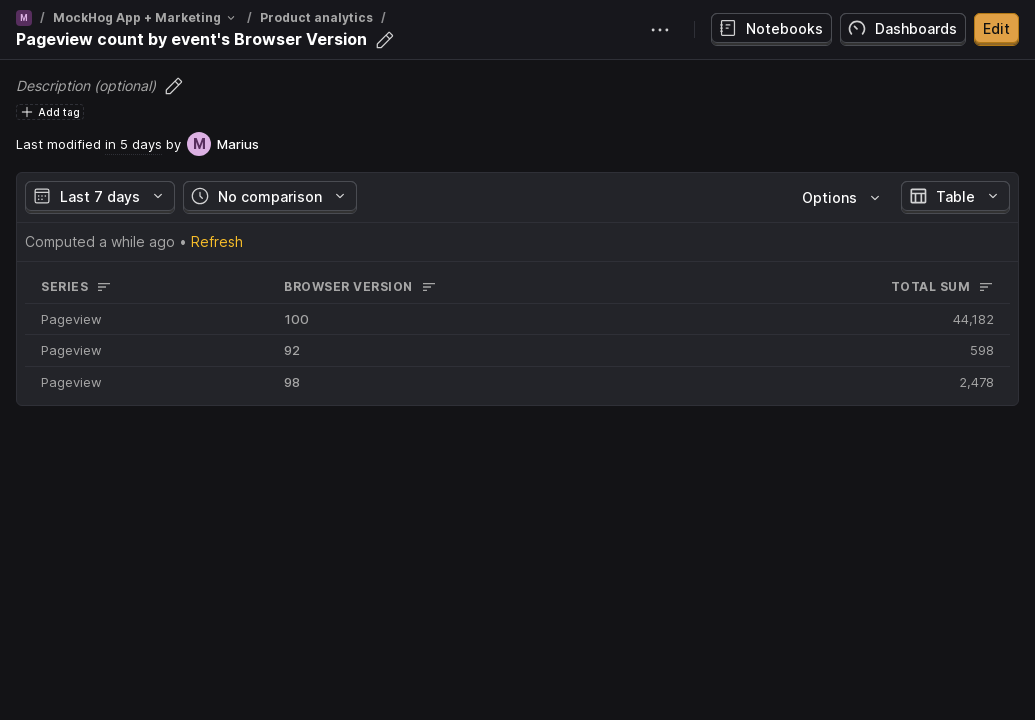 M / MockHog App + Marketing / Product analytics /
Pageview count by event's Browser Version
Notebooks
Dashboards
Edit
Description (optional)
Add tag
Last modified in 5 days by M Marius
Last 7 days
No comparison
Options
Table
Computed a while ago • Refresh
SERIES BROWSER VERSION TOTAL SUM
Pageview 100 44,182
Pageview 92 598
Pageview 98 2,478